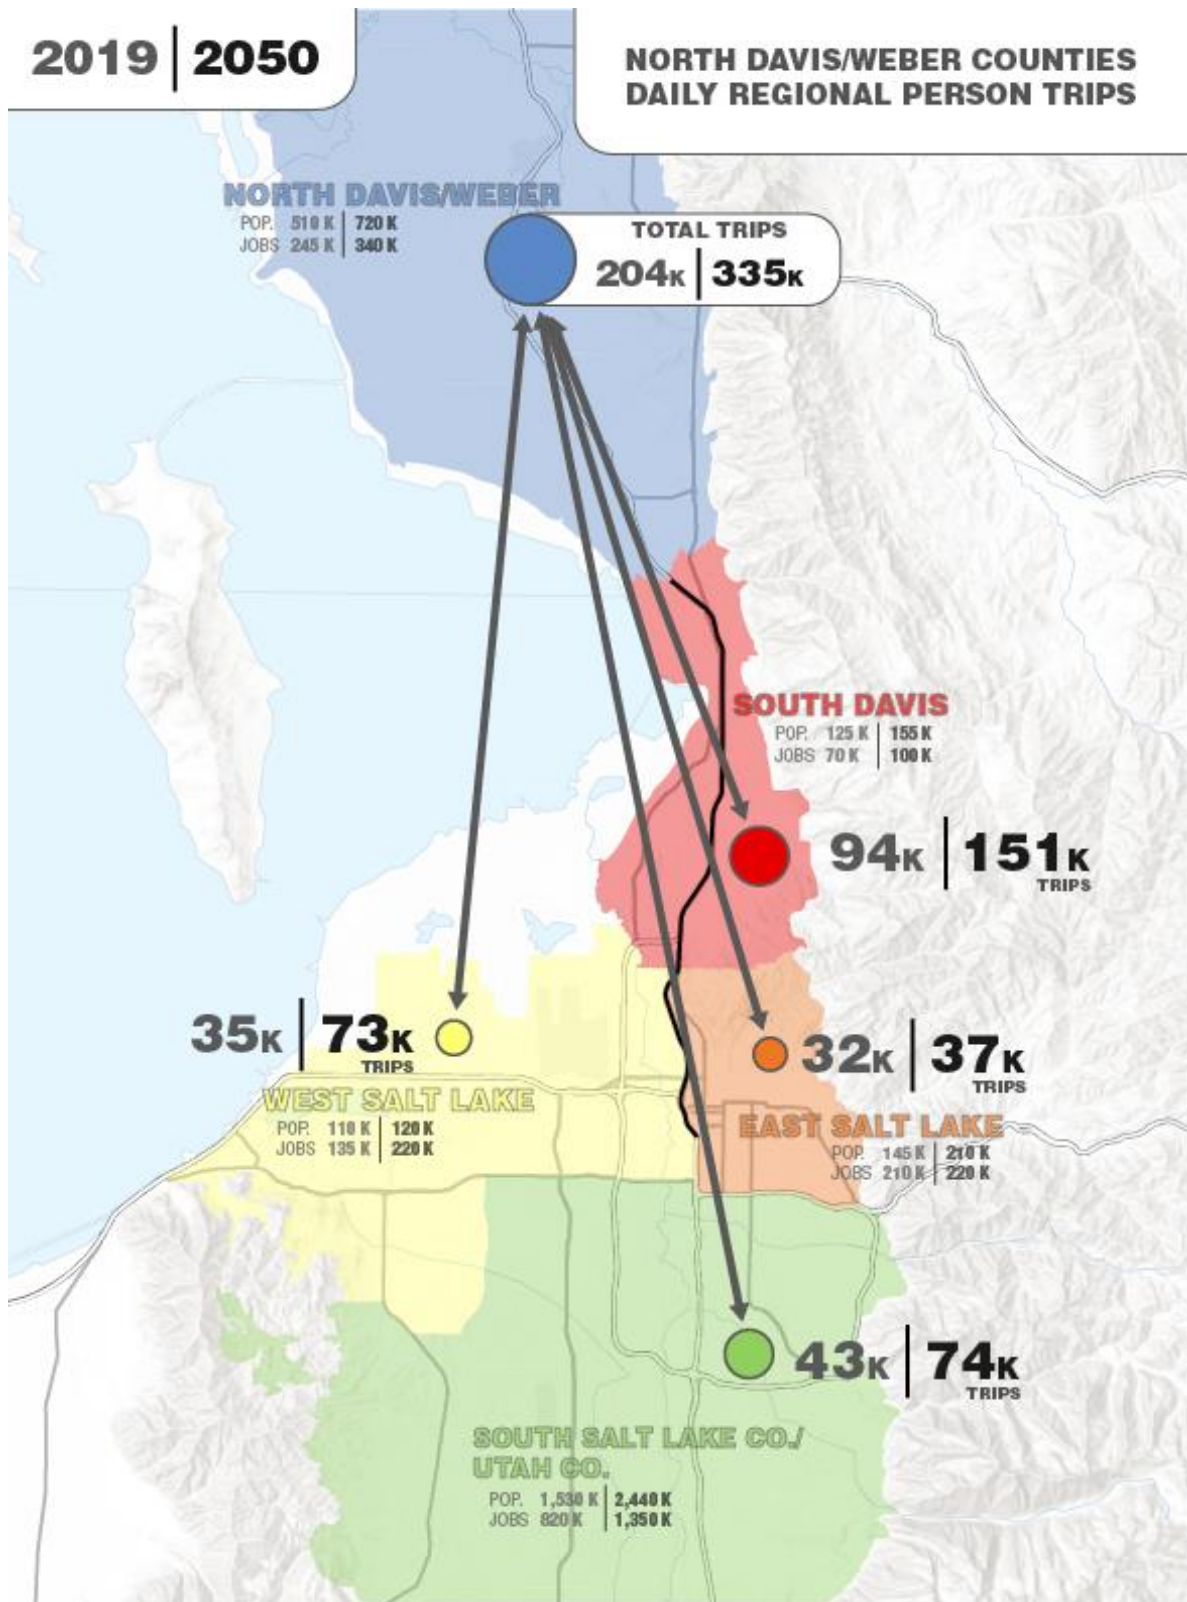 2019 | 2050
NORTH DAVIS/WEBER COUNTIES
DAILY REGIONAL PERSON TRIPS
NORTH DAVIS/WEBER
POP. 510 K | 720 K
JOBS 245 K | 340 K
TOTAL TRIPS
204K | 335K
SOUTH DAVIS
POP. 125 K | 155 K
JOBS 70 K | 100 K
94K | 151K
TRIPS
35K | 73K
TRIPS
WEST SALT LAKE
POP. 110 K | 120 K
JOBS 135 K | 220 K
32K | 37K
TRIPS
EAST SALT LAKE
POP. 145 K | 210 K
JOBS 210 K | 220 K
43K | 74K
TRIPS
SOUTH SALT LAKE CO./
UTAH CO.
POP. 1,530 K | 2,440 K
JOBS 820 K | 1,350 K